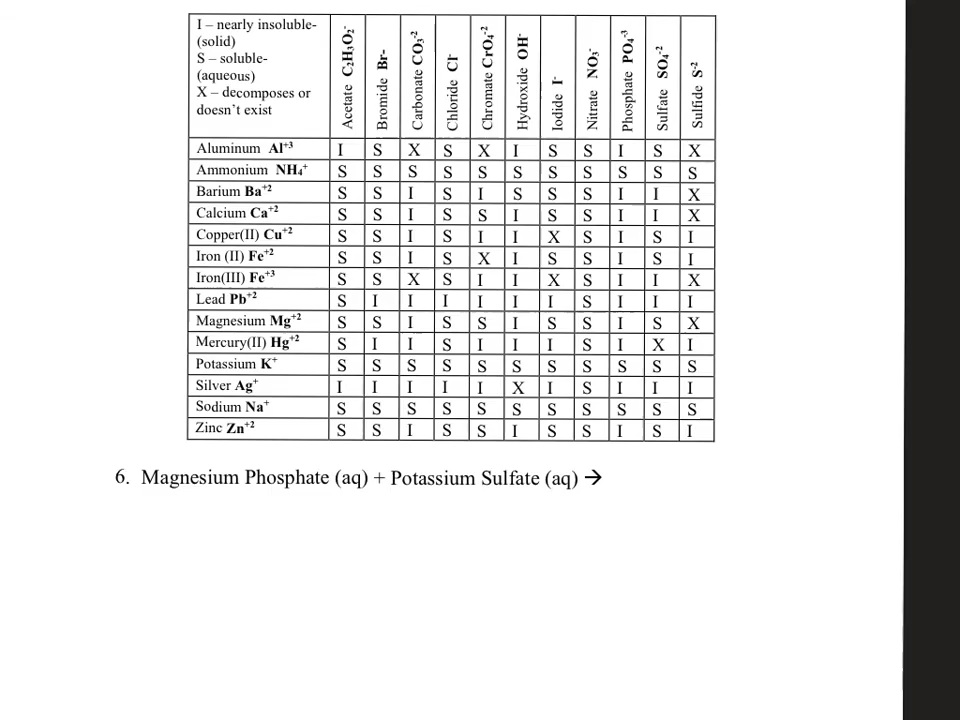 I – nearly insoluble-
(solid)
S – soluble-
(aqueous)
X – decomposes or
doesn't exist
Acetate C₂H₃O₂⁻
Bromide Br-
Carbonate CO₃⁻²
Chloride Cl⁻
Chromate CrO₄⁻²
Hydroxide OH⁻
Iodide I⁻
Nitrate NO₃⁻
Phosphate PO₄⁻³
Sulfate SO₄⁻²
Sulfide S⁻²
Aluminum Al⁺³ I S X S X I S S I S X
Ammonium NH₄⁺ S S S S S S S S S S S
Barium Ba⁺² S S I S I S S S I I X
Calcium Ca⁺² S S I S S I S S I I X
Copper(II) Cu⁺² S S I S I I X S I S I
Iron (II) Fe⁺² S S I S X I S S I S I
Iron(III) Fe⁺³ S S X S I I X S I I X
Lead Pb⁺² S I I I I I I S I I I
Magnesium Mg⁺² S S I S S I S S I S X
Mercury(II) Hg⁺² S I I S I I I S I X I
Potassium K⁺ S S S S S S S S S S S
Silver Ag⁺ I I I I I X I S I I I
Sodium Na⁺ S S S S S S S S S S S
Zinc Zn⁺² S S I S S I S S I S I
6. Magnesium Phosphate (aq) + Potassium Sulfate (aq) →